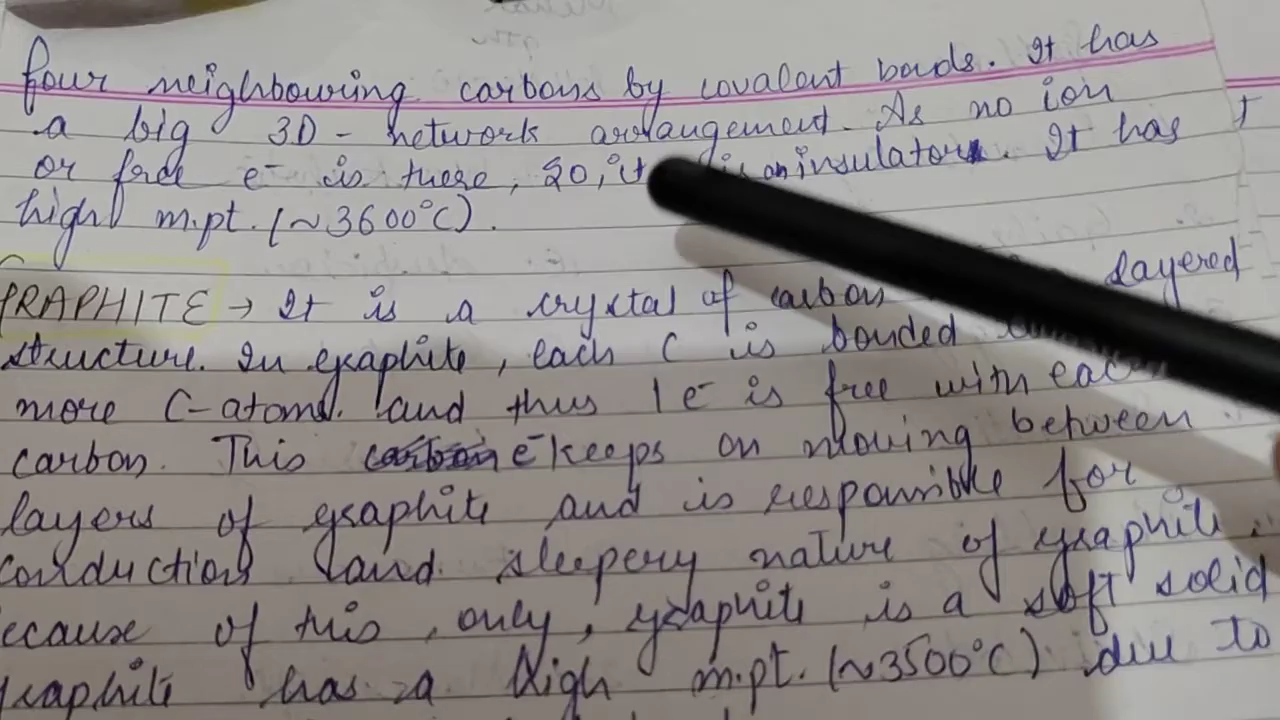 four neighbouring carbons by covalent bonds. It has
a big 3D - network arrangement. As no ion
or free e⁻ is there, so, it is an insulator. It has
high m.pt. (~3600°C).
GRAPHITE → It is a crystal of carbon layered
structure. In graphite, each C is bonded
more C-atoms. and thus 1 e⁻ is free with
carbon. This e⁻ keeps on moving between
layers of graphite and is responsible for
conduction and sleepery nature of graphite.
ecause of this, only, graphite is a soft solid
graphite has a high m.pt. (~3500°C) due to